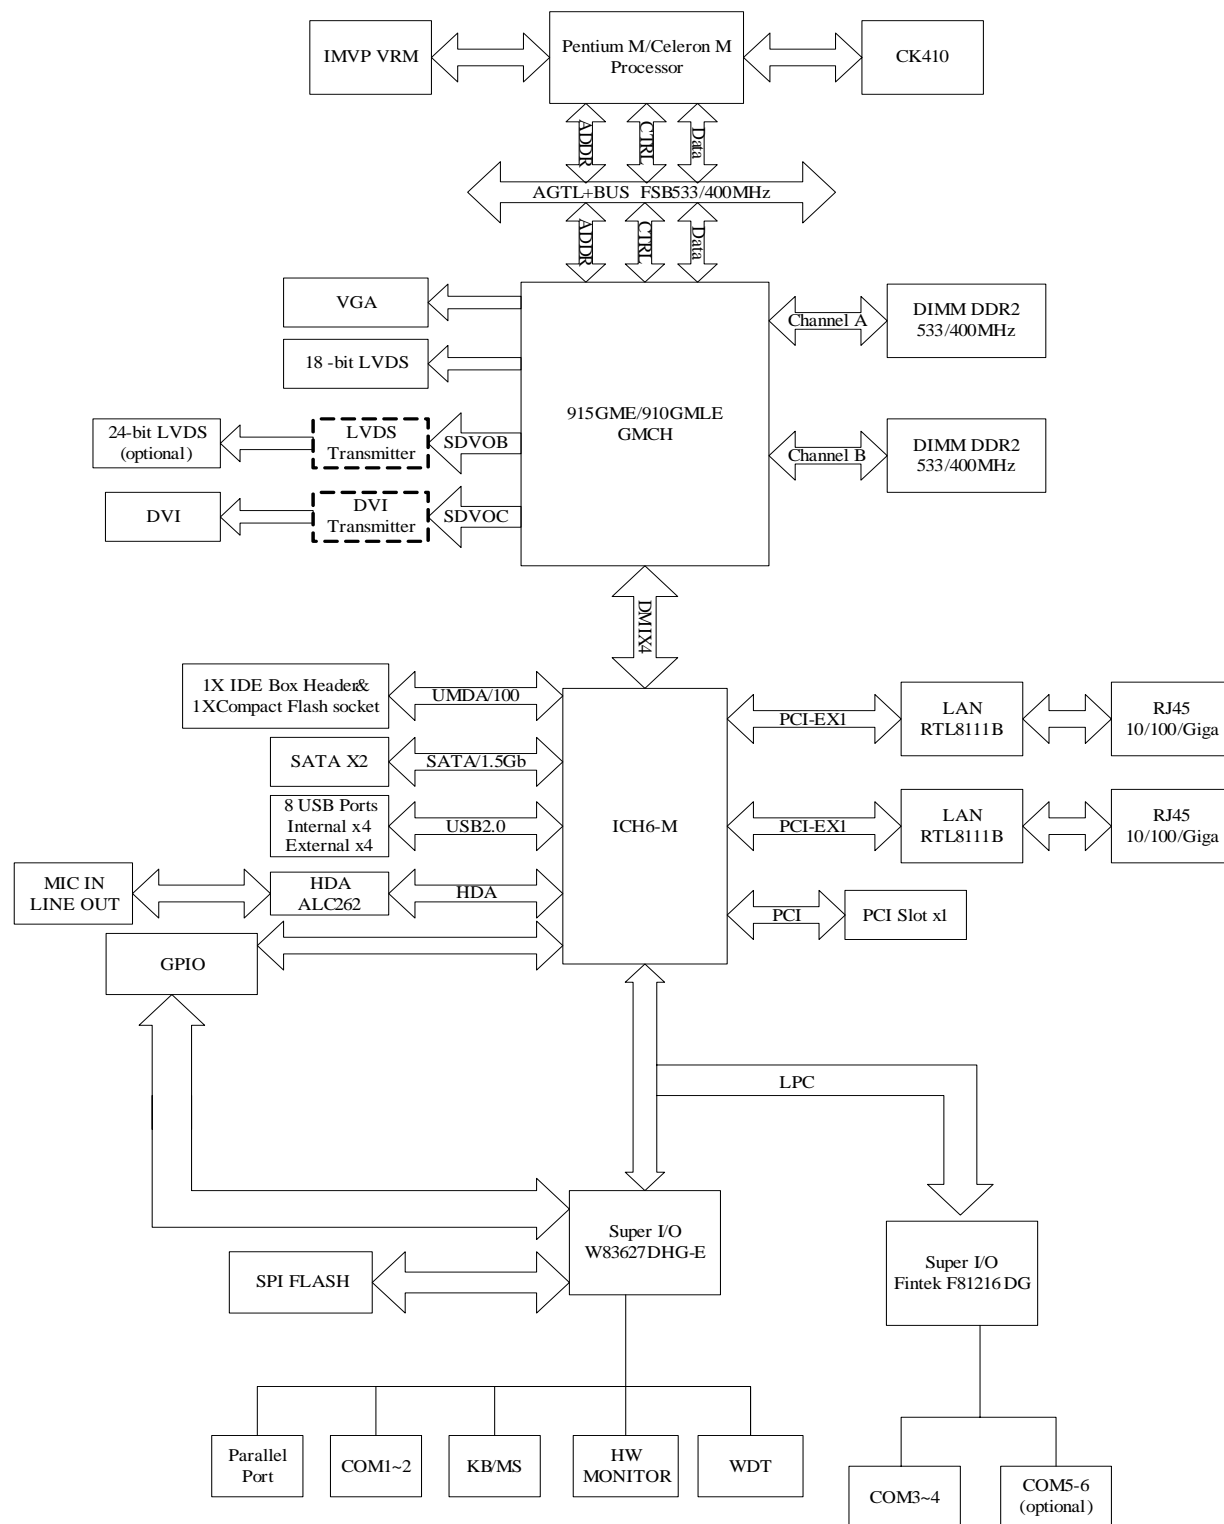 IMVP VRM
Pentium M/Celeron M
Processor
CK410
ADDR
CTRL
Data
AGTL+BUS FSB533/400MHz
ADDR
CTRL
Data
VGA
18 -bit LVDS
24-bit LVDS
(optional)
LVDS
Transmitter
SDVOB
DVI
DVI
Transmitter
SDVOC
915GME/910GMLE
GMCH
Channel A
DIMM DDR2
533/400MHz
Channel B
DIMM DDR2
533/400MHz
DMIX4
1X IDE Box Header&
1XCompact Flash socket
UMDA/100
SATA X2
SATA/1.5Gb
8 USB Ports
Internal x4
External x4
USB2.0
MIC IN
LINE OUT
HDA
ALC262
HDA
GPIO
ICH6-M
PCI-EX1
LAN
RTL8111B
RJ45
10/100/Giga
PCI-EX1
LAN
RTL8111B
RJ45
10/100/Giga
PCI
PCI Slot x1
LPC
Super I/O
W83627DHG-E
SPI FLASH
Super I/O
Fintek F81216 DG
Parallel
Port
COM1~2
KB/MS
HW
MONITOR
WDT
COM3~4
COM5-6
(optional)